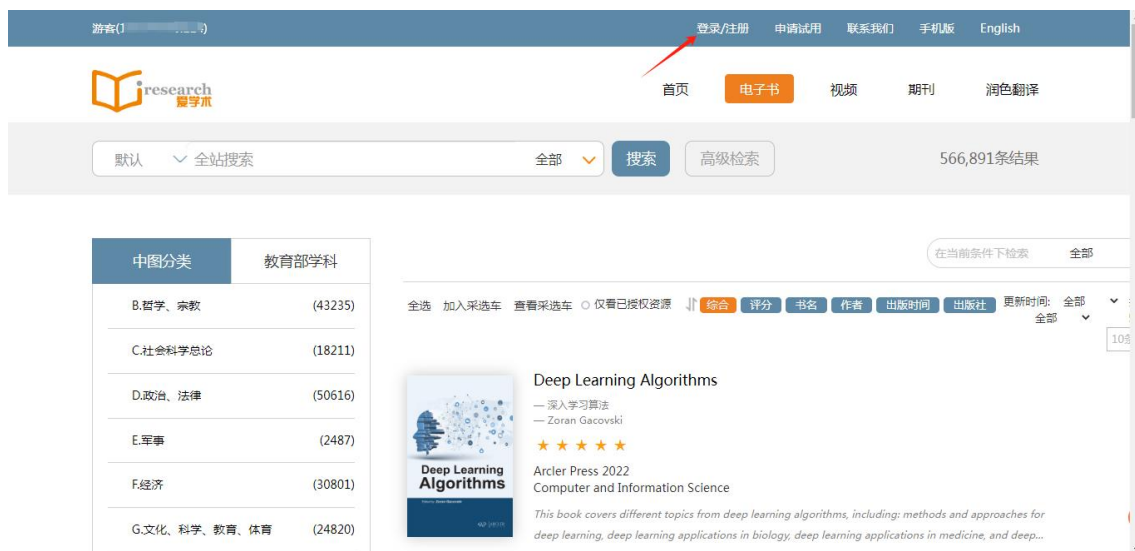 游客(1
登录/注册 申请试用 联系我们 手机版 English
iresearch
爱学术
首页 电子书 视频 期刊 润色翻译
默认 全站搜索 全部 搜索 高级检索 566,891条结果
中图分类 教育部学科
在当前条件下检索 全部
B.哲学、宗教 (43235)
全选 加入采选车 查看采选车 仅看已授权资源 综合 评分 书名 作者 出版时间 出版社 更新时间: 全部
全部
C.社会科学总论 (18211)
D.政治、法律 (50616)
E.军事 (2487)
F.经济 (30801)
G.文化、科学、教育、体育 (24820)
Deep Learning
Algorithms
Deep Learning Algorithms
— 深入学习算法
— Zoran Gacovski
Arcler Press 2022
Computer and Information Science
This book covers different topics from deep learning algorithms, including: methods and approaches for
deep learning, deep learning applications in biology, deep learning applications in medicine, and deep...